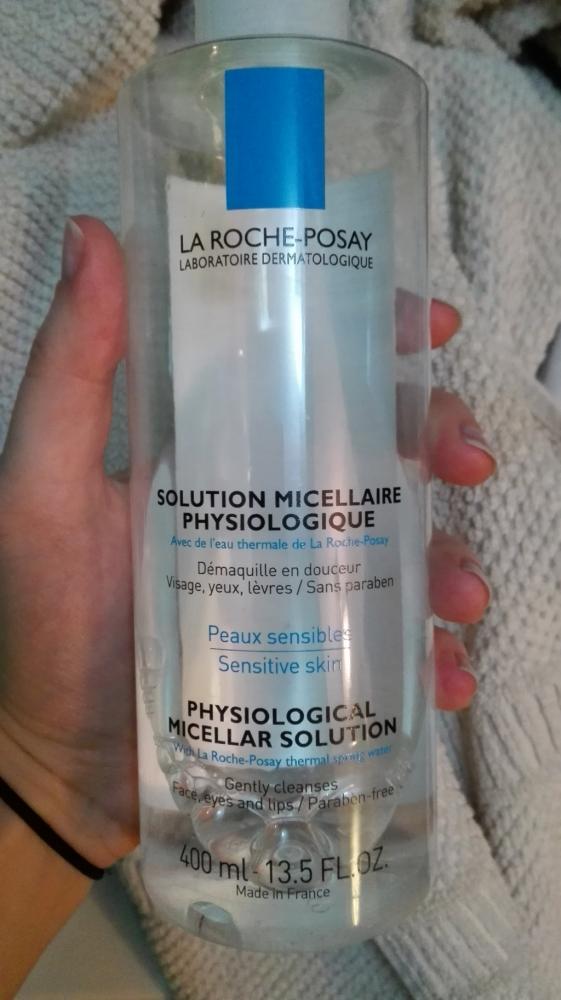 LA ROCHE-POSAY
LABORATOIRE DERMATOLOGIQUE
SOLUTION MICELLAIRE
PHYSIOLOGIQUE
Avec de l'eau thermale de La Roche-Posay
Démaquille en douceur
Visage, yeux, lèvres / Sans paraben
Peaux sensibles
Sensitive skin
PHYSIOLOGICAL
MICELLAR SOLUTION
With La Roche-Posay thermal spring water
Gently cleanses
Face, eyes and lips / Paraben-free
400 ml - 13.5 FL.OZ.
Made in France